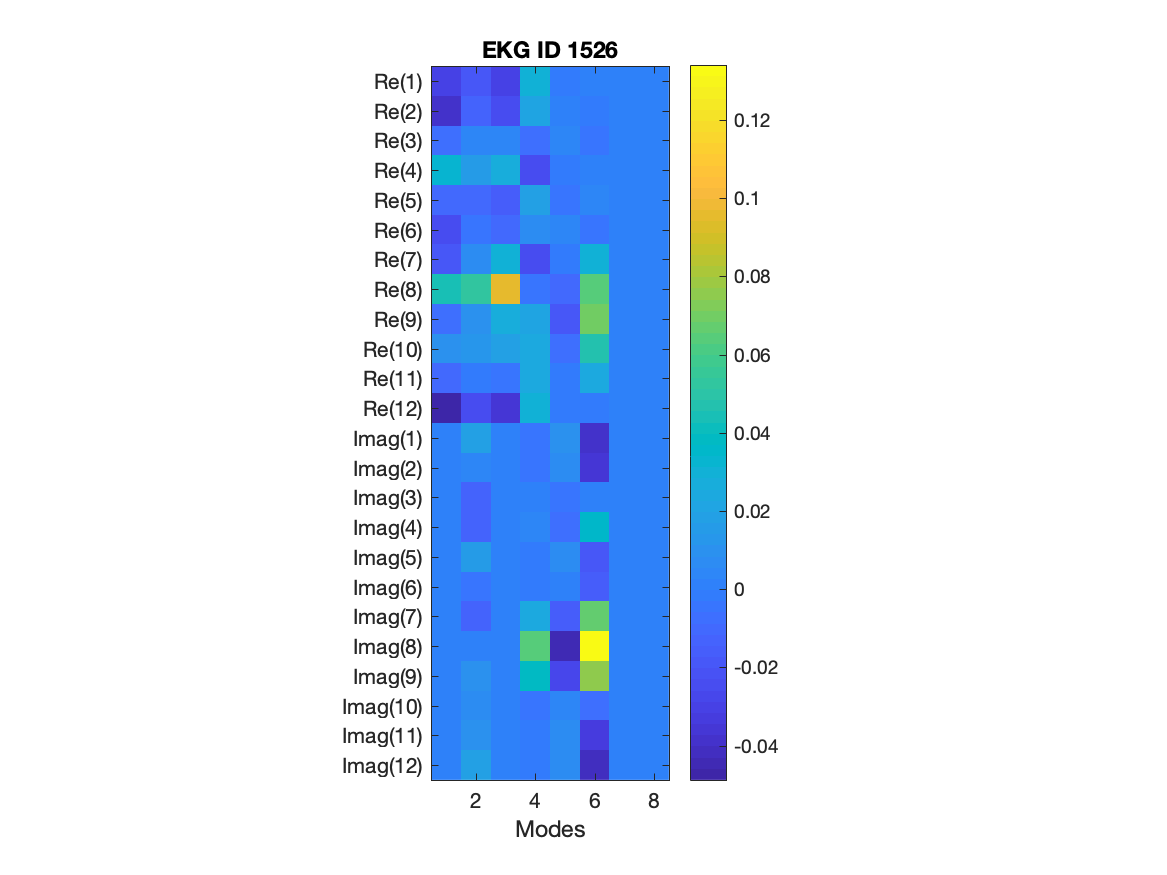 EKG ID 1526
Re(1)
Re(2)
Re(3)
Re(4)
Re(5)
Re(6)
Re(7)
Re(8)
Re(9)
Re(10)
Re(11)
Re(12)
Imag(1)
Imag(2)
Imag(3)
Imag(4)
Imag(5)
Imag(6)
Imag(7)
Imag(8)
Imag(9)
Imag(10)
Imag(11)
Imag(12)
2 4 6 8
Modes
0.12
0.1
0.08
0.06
0.04
0.02
0
-0.02
-0.04